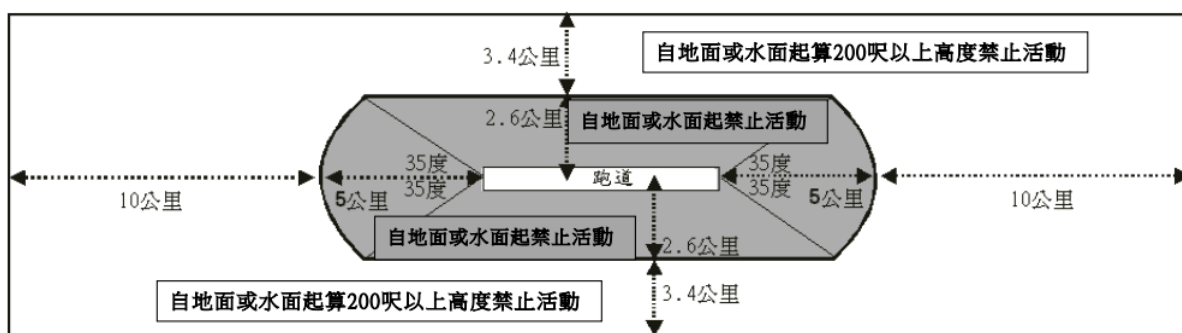 3.4公里
自地面或水面起算200呎以上高度禁止活動
2.6公里
自地面或水面起禁止活動
35度
35度
跑道
35度
35度
10公里
5公里
5公里
10公里
自地面或水面起禁止活動
2.6公里
自地面或水面起算200呎以上高度禁止活動
3.4公里